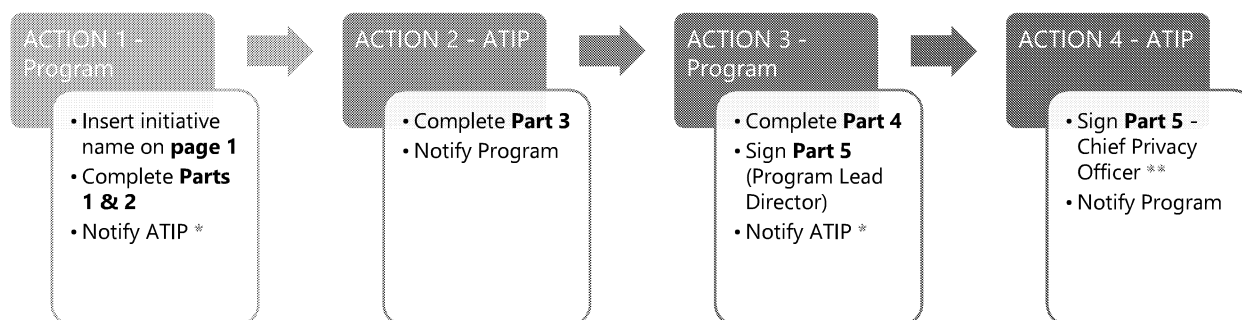 ACTION 1 -
Program
• Insert initiative
name on page 1
• Complete Parts
1 & 2
• Notify ATIP *
ACTION 2 - ATIP
• Complete Part 3
• Notify Program
ACTION 3 -
Program
• Complete Part 4
• Sign Part 5
(Program Lead
Director)
• Notify ATIP *
ACTION 4 - ATIP
• Sign Part 5 -
Chief Privacy
Officer **
• Notify Program